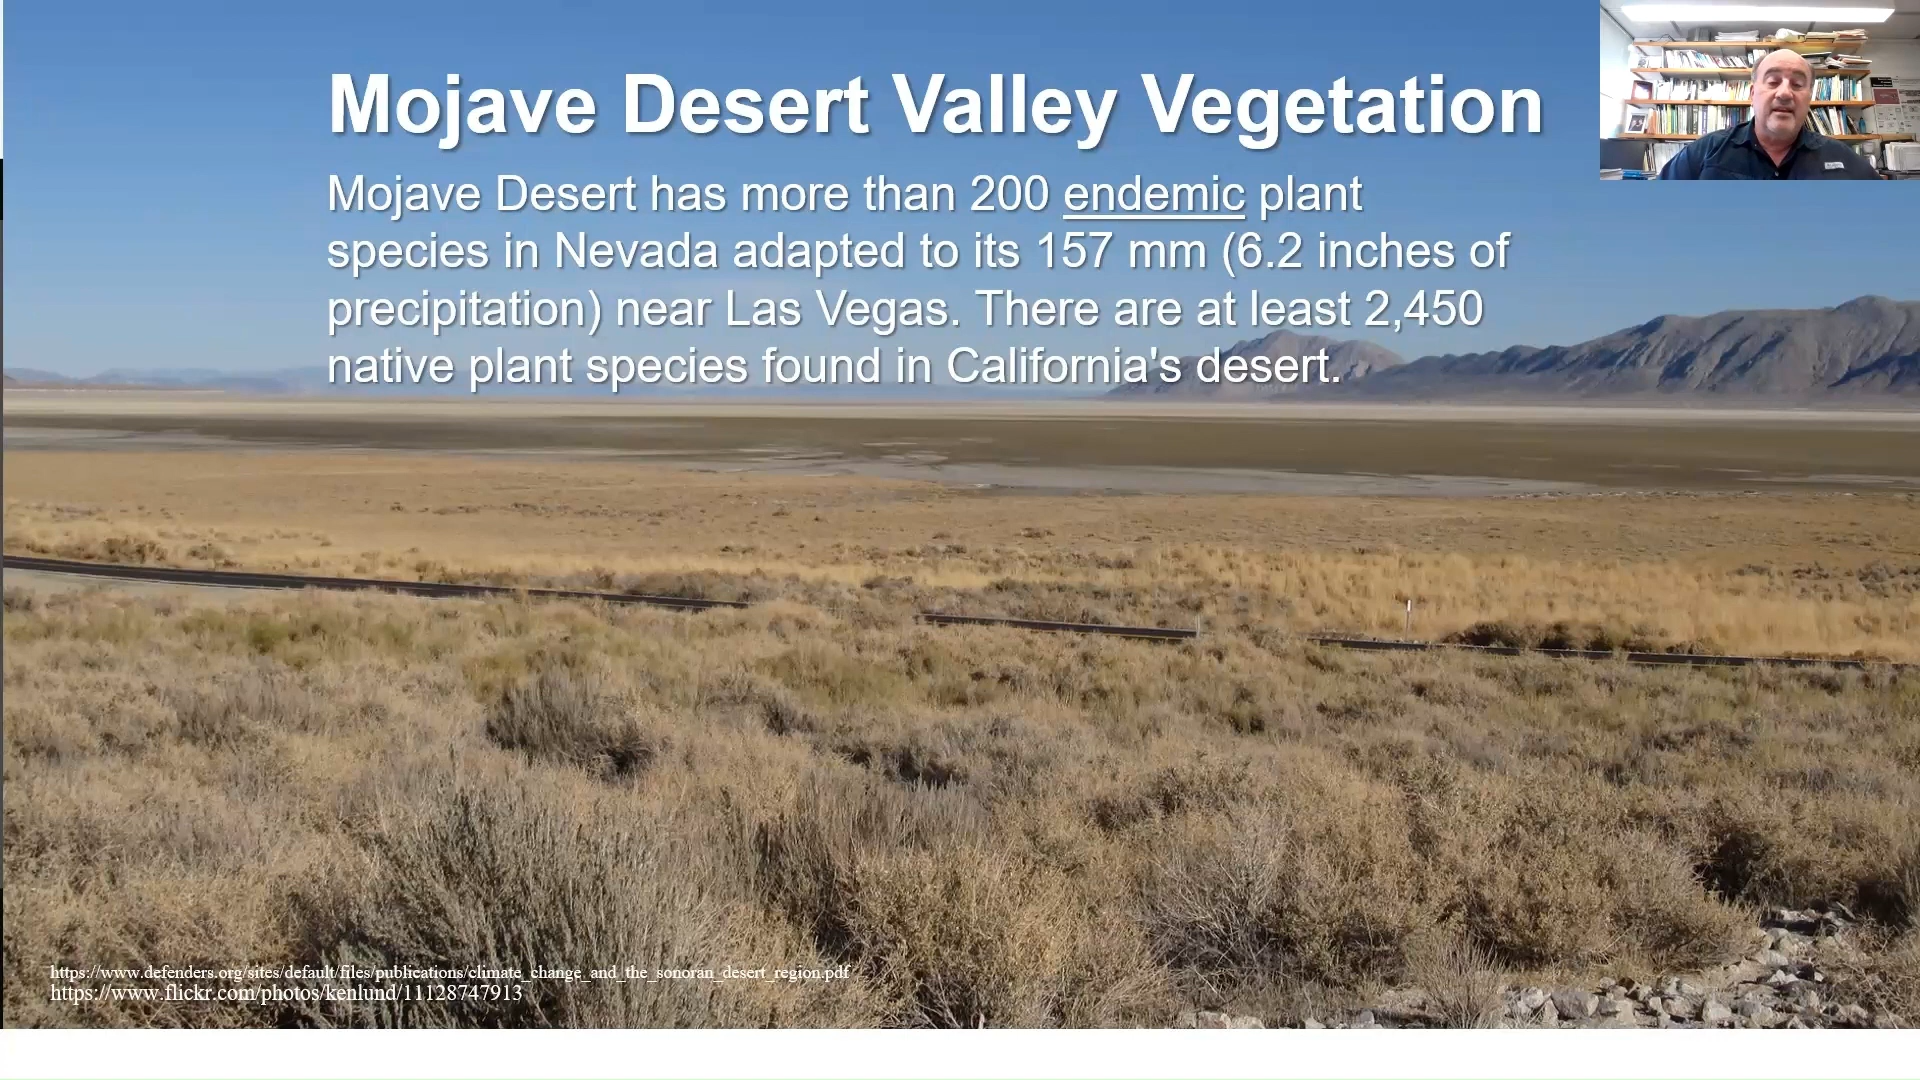 Mojave Desert Valley Vegetation
Mojave Desert has more than 200 endemic plant
species in Nevada adapted to its 157 mm (6.2 inches of
precipitation) near Las Vegas. There are at least 2,450
native plant species found in California's desert.
https://www.defenders.org/sites/default/files/publications/climate_change_and_the_sonoran_desert_region.pdf
https://www.flickr.com/photos/kenlund/11128747913